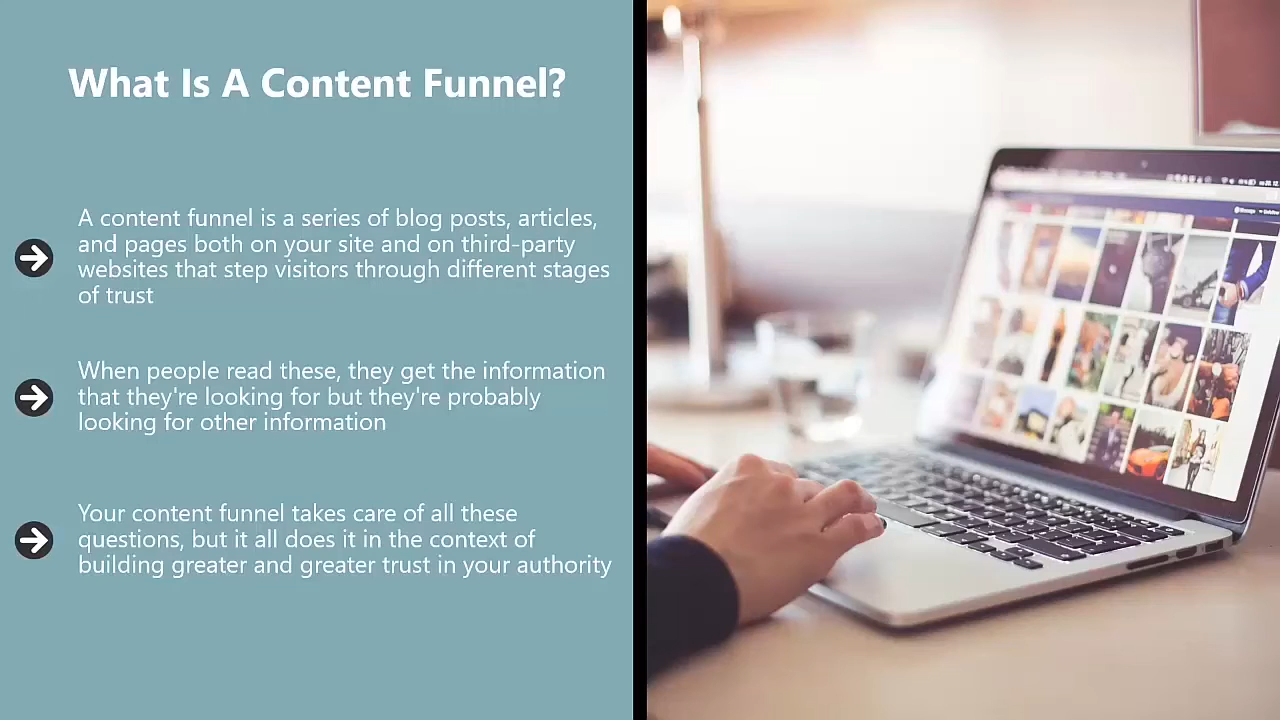 What Is A Content Funnel?
A content funnel is a series of blog posts, articles,
and pages both on your site and on third-party
websites that step visitors through different stages
of trust
When people read these, they get the information
that they're looking for but they're probably
looking for other information
Your content funnel takes care of all these
questions, but it all does it in the context of
building greater and greater trust in your authority